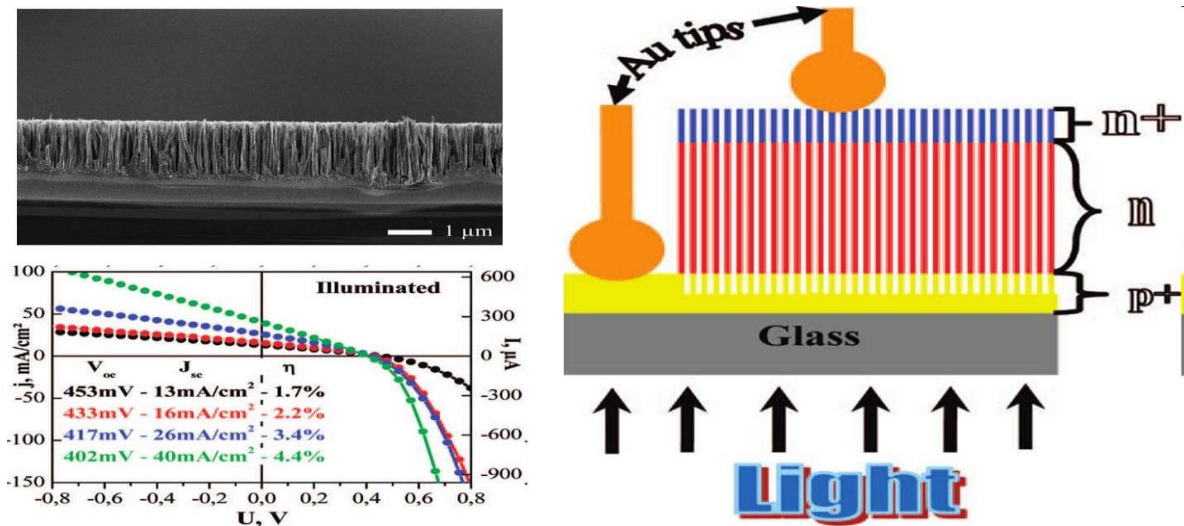 1 μm
100
50
0
-50
-100
-150
j, mA/cm²
Illuminated
600
300
0
-300
-600
-900
I, μA
V_oc J_sc η
453mV - 13mA/cm² - 1.7%
433mV - 16mA/cm² - 2.2%
417mV - 26mA/cm² - 3.4%
402mV - 40mA/cm² - 4.4%
-0,8 -0,6 -0,4 -0,2 0,0 0,2 0,4 0,6 0,8
U, V
Au tips
n+
n
p+
Glass
Light